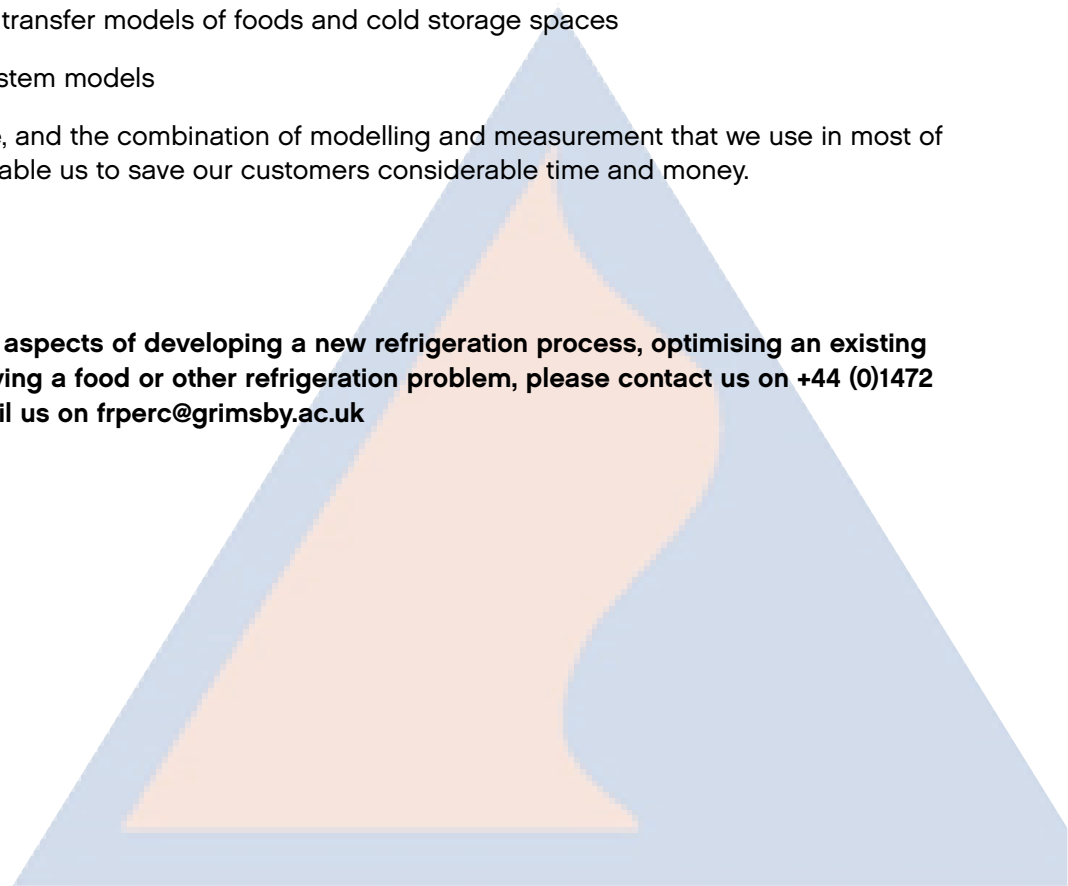 transfer models of foods and cold storage spaces
stem models
, and the combination of modelling and measurement that we use in most of
able us to save our customers considerable time and money.
aspects of developing a new refrigeration process, optimising an existing
ving a food or other refrigeration problem, please contact us on +44 (0)1472
il us on frperc@grimsby.ac.uk